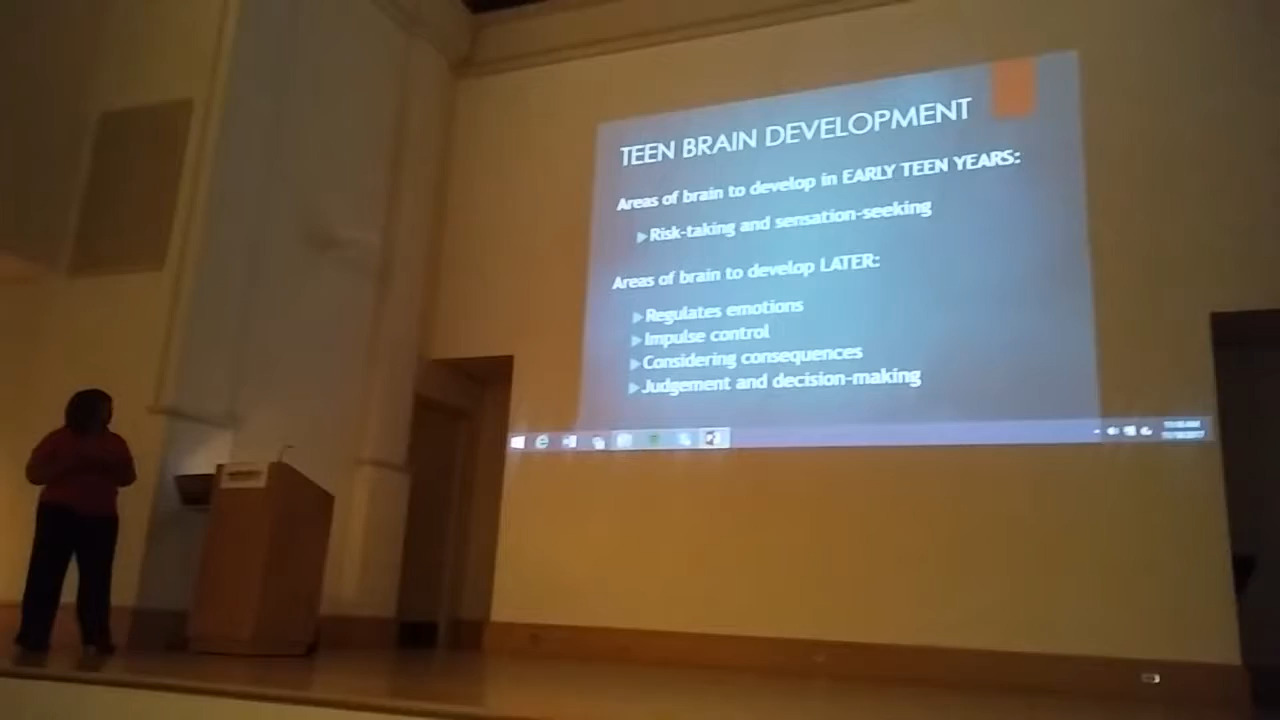 TEEN BRAIN DEVELOPMENT
Areas of brain to develop in EARLY TEEN YEARS:
Risk-taking and sensation-seeking
Areas of brain to develop LATER:
Regulates emotions
Impulse control
Considering consequences
Judgement and decision-making